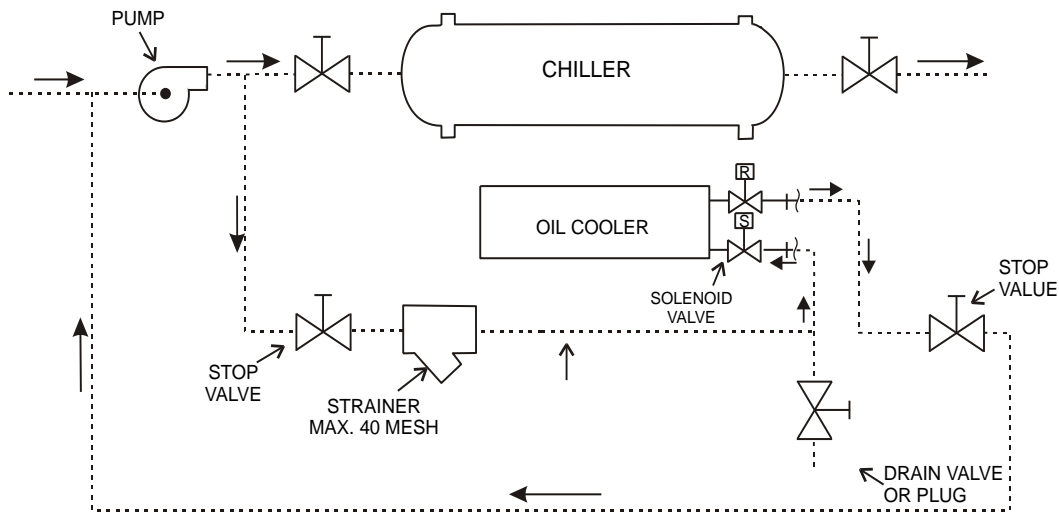 PUMP
CHILLER
R
OIL COOLER
S
SOLENOID
VALVE
STOP
VALUE
STOP
VALVE
STRAINER
MAX. 40 MESH
DRAIN VALVE
OR PLUG